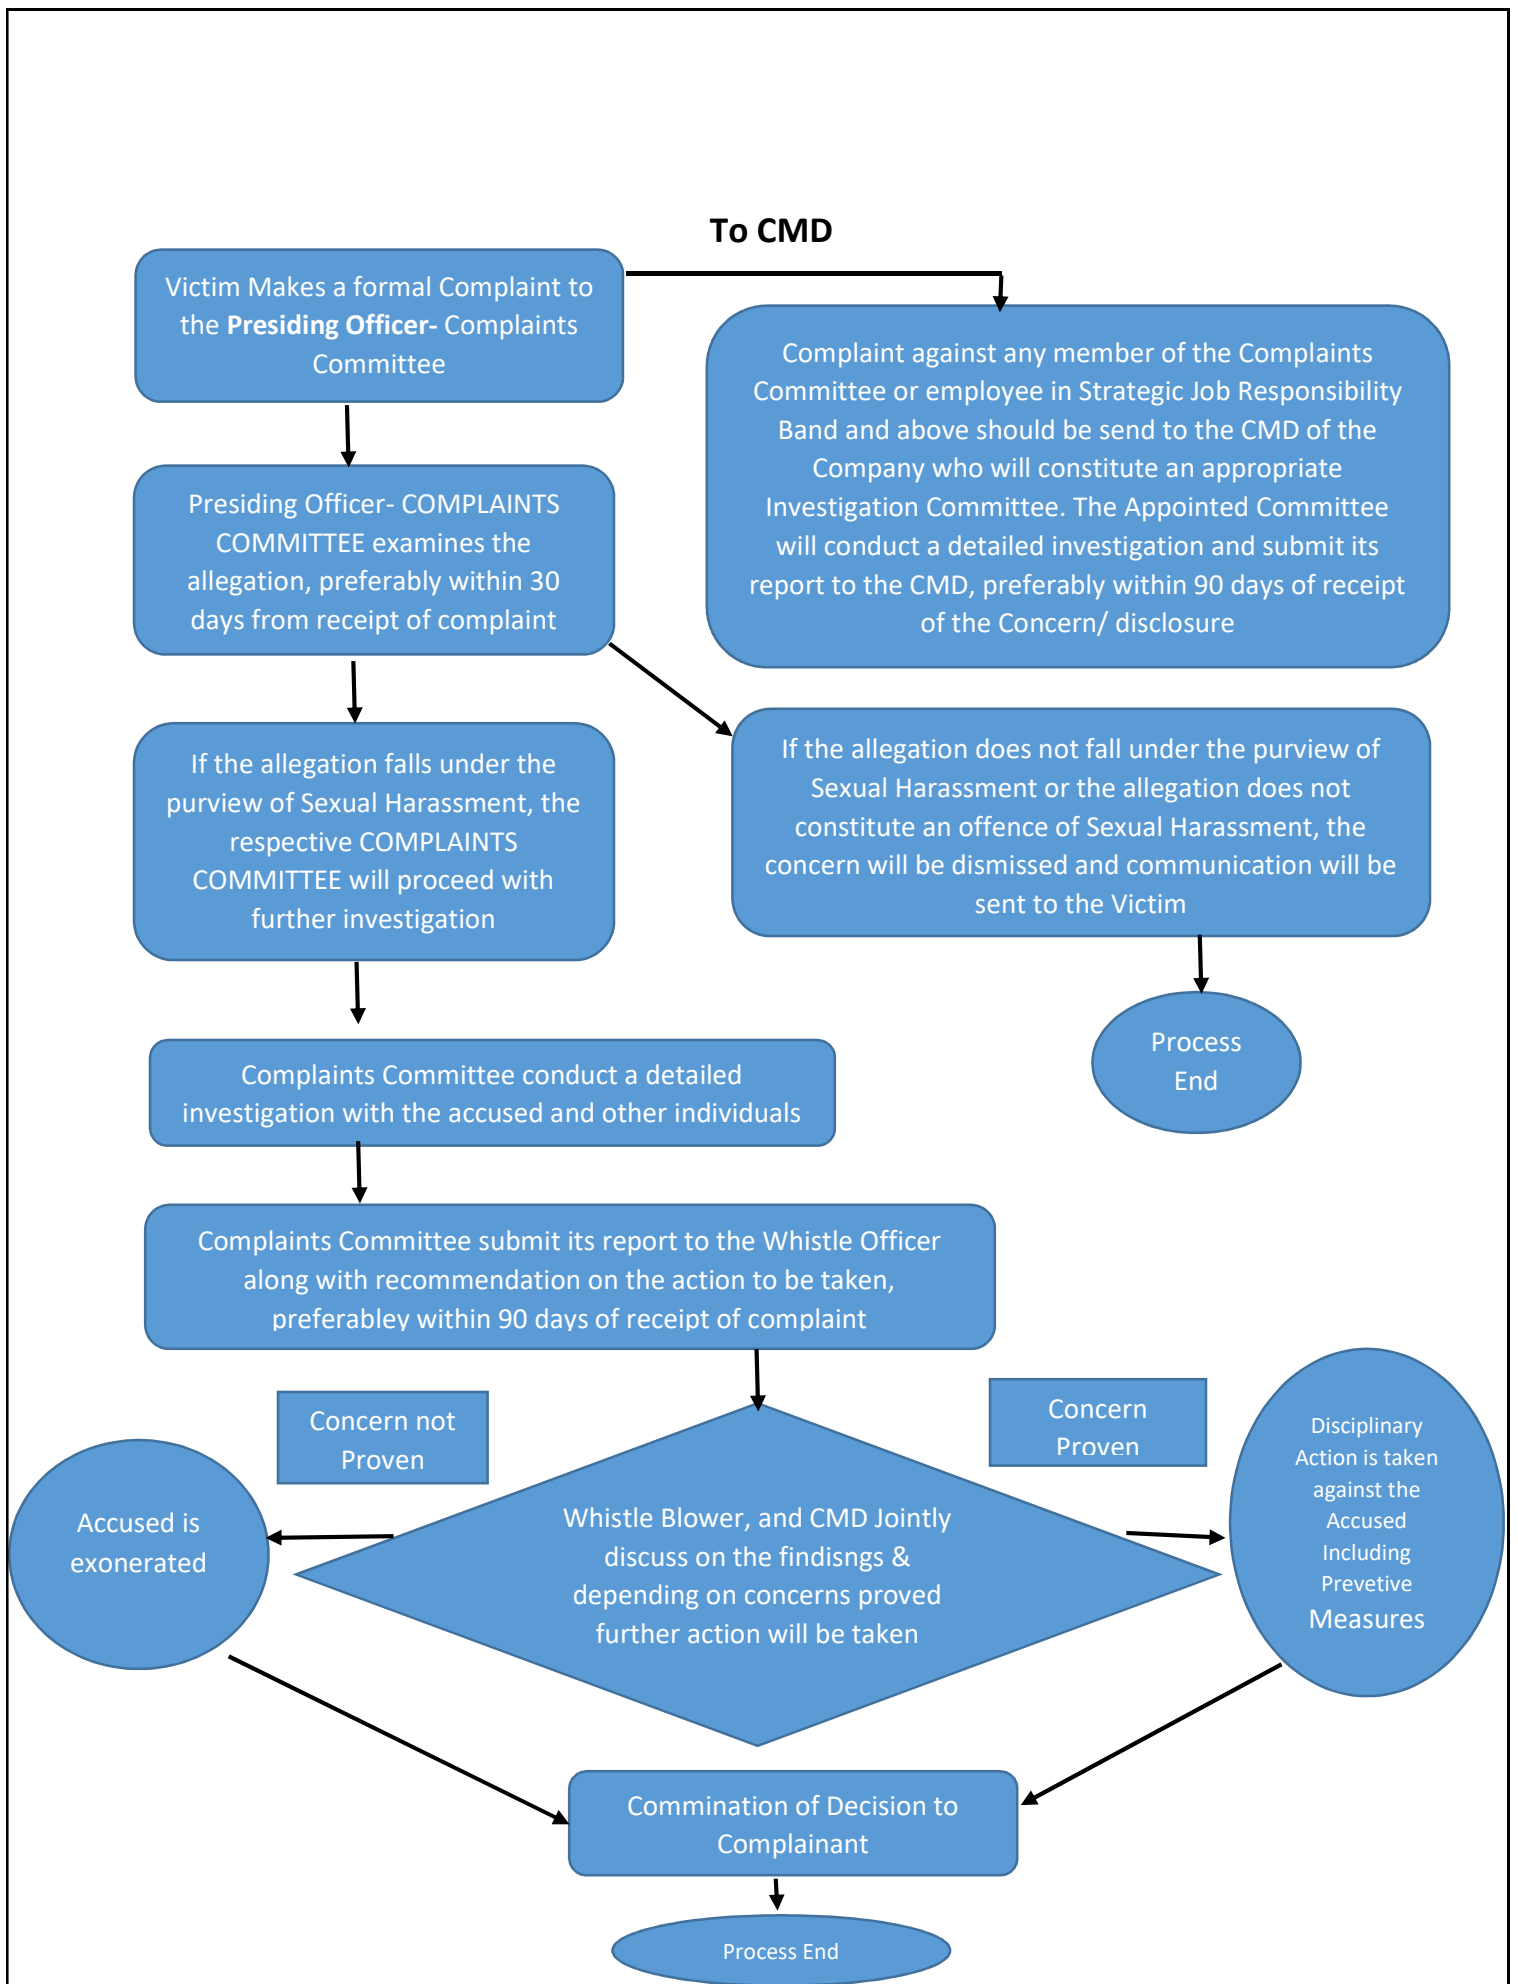 To CMD
Victim Makes a formal Complaint to
the Presiding Officer- Complaints
Committee
Complaint against any member of the Complaints
Committee or employee in Strategic Job Responsibility
Band and above should be send to the CMD of the
Company who will constitute an appropriate
Investigation Committee. The Appointed Committee
will conduct a detailed investigation and submit its
report to the CMD, preferably within 90 days of receipt
of the Concern/ disclosure
Presiding Officer- COMPLAINTS
COMMITTEE examines the
allegation, preferably within 30
days from receipt of complaint
If the allegation falls under the
purview of Sexual Harassment, the
respective COMPLAINTS
COMMITTEE will proceed with
further investigation
If the allegation does not fall under the purview of
Sexual Harassment or the allegation does not
constitute an offence of Sexual Harassment, the
concern will be dismissed and communication will be
sent to the Victim
Process
End
Complaints Committee conduct a detailed
investigation with the accused and other individuals
Complaints Committee submit its report to the Whistle Officer
along with recommendation on the action to be taken,
preferabley within 90 days of receipt of complaint
Concern not
Proven
Concern
Proven
Accused is
exonerated
Whistle Blower, and CMD Jointly
discuss on the findisngs &
depending on concerns proved
further action will be taken
Disciplinary
Action is taken
against the
Accused
Including
Prevetive
Measures
Commination of Decision to
Complainant
Process End